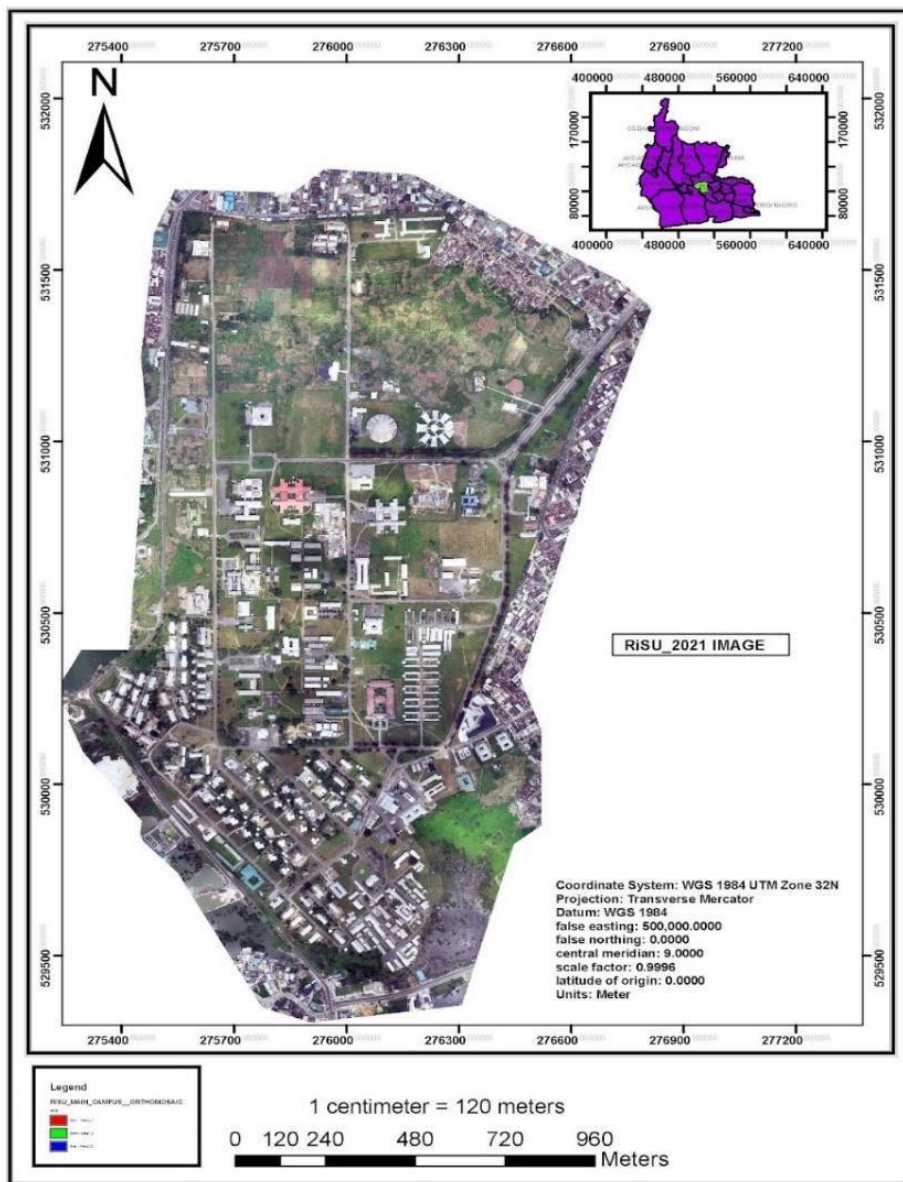 275400 275700 276000 276300 276600 276900 277200
N
400000 480000 560000 640000
170000 170000
80000 80000
400000 480000 560000 640000
532000 532000
531500 531500
531000 531000
530500 530500
RiSU_2021 IMAGE
530000 530000
Coordinate System: WGS 1984 UTM Zone 32N
Projection: Transverse Mercator
Datum: WGS 1984
false easting: 500,000.0000
false northing: 0.0000
central meridian: 9.0000
scale factor: 0.9996
latitude of origin: 0.0000
Units: Meter
529500 529500
275400 275700 276000 276300 276600 276900 277200
Legend
RISU_MAIN_CAMPUS__ORTHOMOSAIC
1 centimeter = 120 meters
0 120 240 480 720 960
Meters